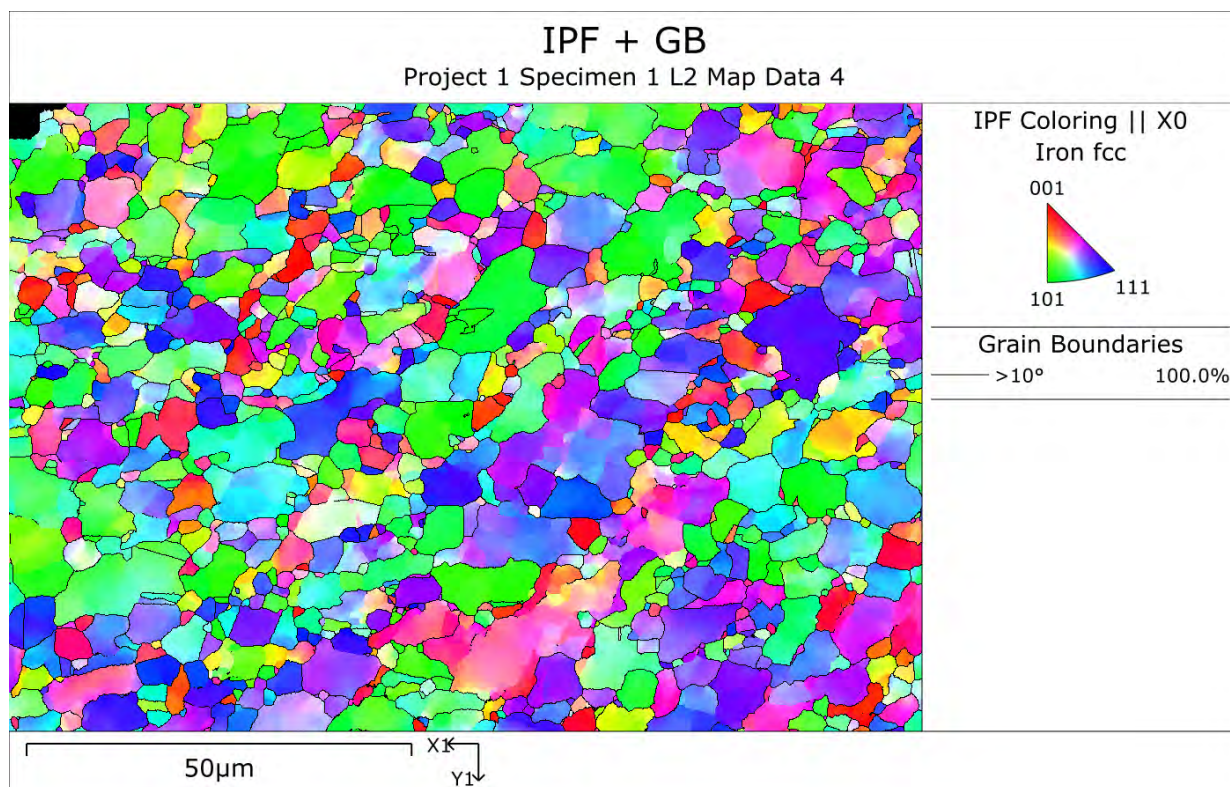 IPF + GB
Project 1 Specimen 1 L2 Map Data 4
IPF Coloring || X0
Iron fcc
001
101
111
Grain Boundaries
>10° 100.0%
50µm
X1
Y1